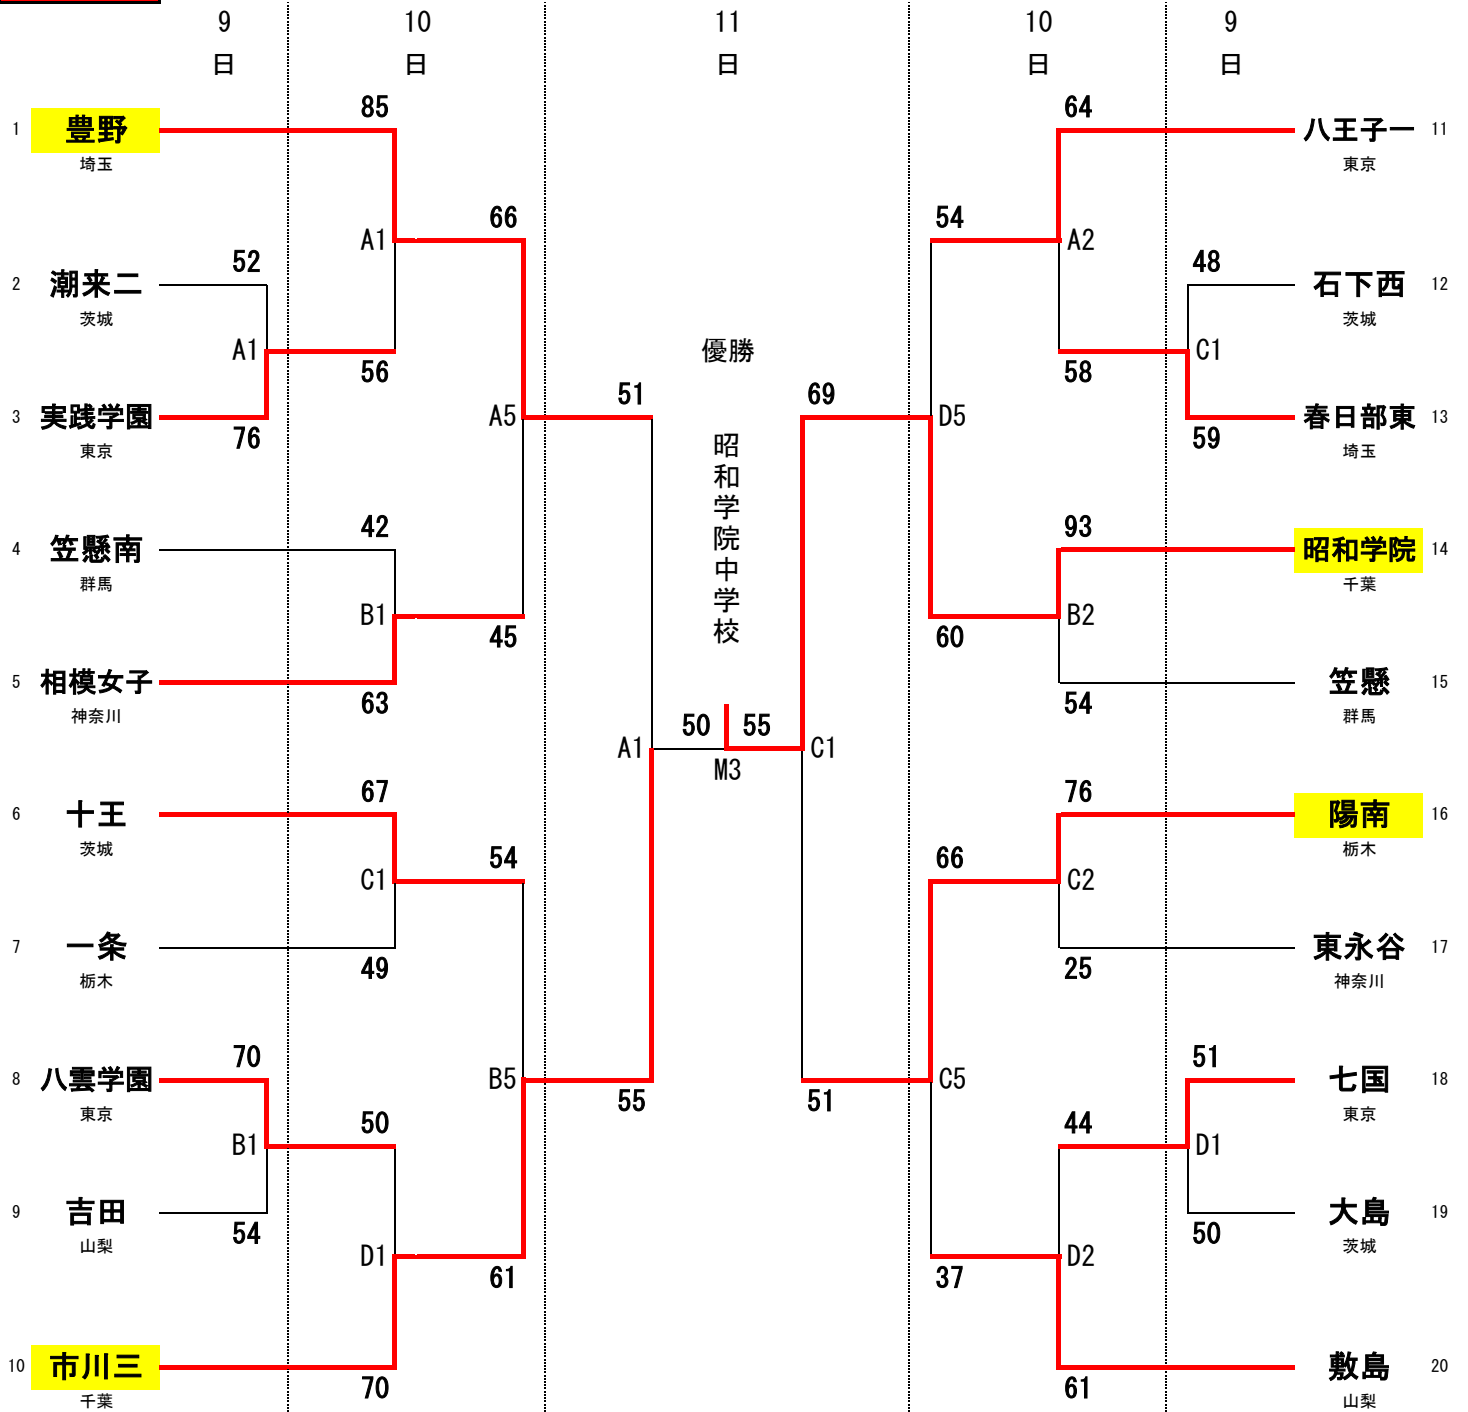 9 10 11 10 9
日 日 日 日 日
85 64
1 豊野 八王子一 11
埼玉 東京
66 54
A1 A2
52 48
2 潮来二 石下西 12
茨城 茨城
A1 優勝 C1
56 58
51 69
3 実践学園 A5 D5 春日部東 13
76 59
東京 埼玉
昭和学院中学校
42 93
4 笠懸南 昭和学院 14
群馬 千葉
B1 B2
45 60
5 相模女子 笠懸 15
63 54
神奈川 群馬
50 55
A1 C1
M3
67 76
6 十王 陽南 16
茨城 栃木
54 66
C1 C2
7 一条 東永谷 17
49 25
栃木 神奈川
70 51
8 八雲学園 B5 C5 七国 18
55 51
東京 東京
50 44
B1 D1
9 吉田 大島 19
54 50
山梨 茨城
D1 D2
61 37
10 市川三 敷島 20
70 61
千葉 山梨